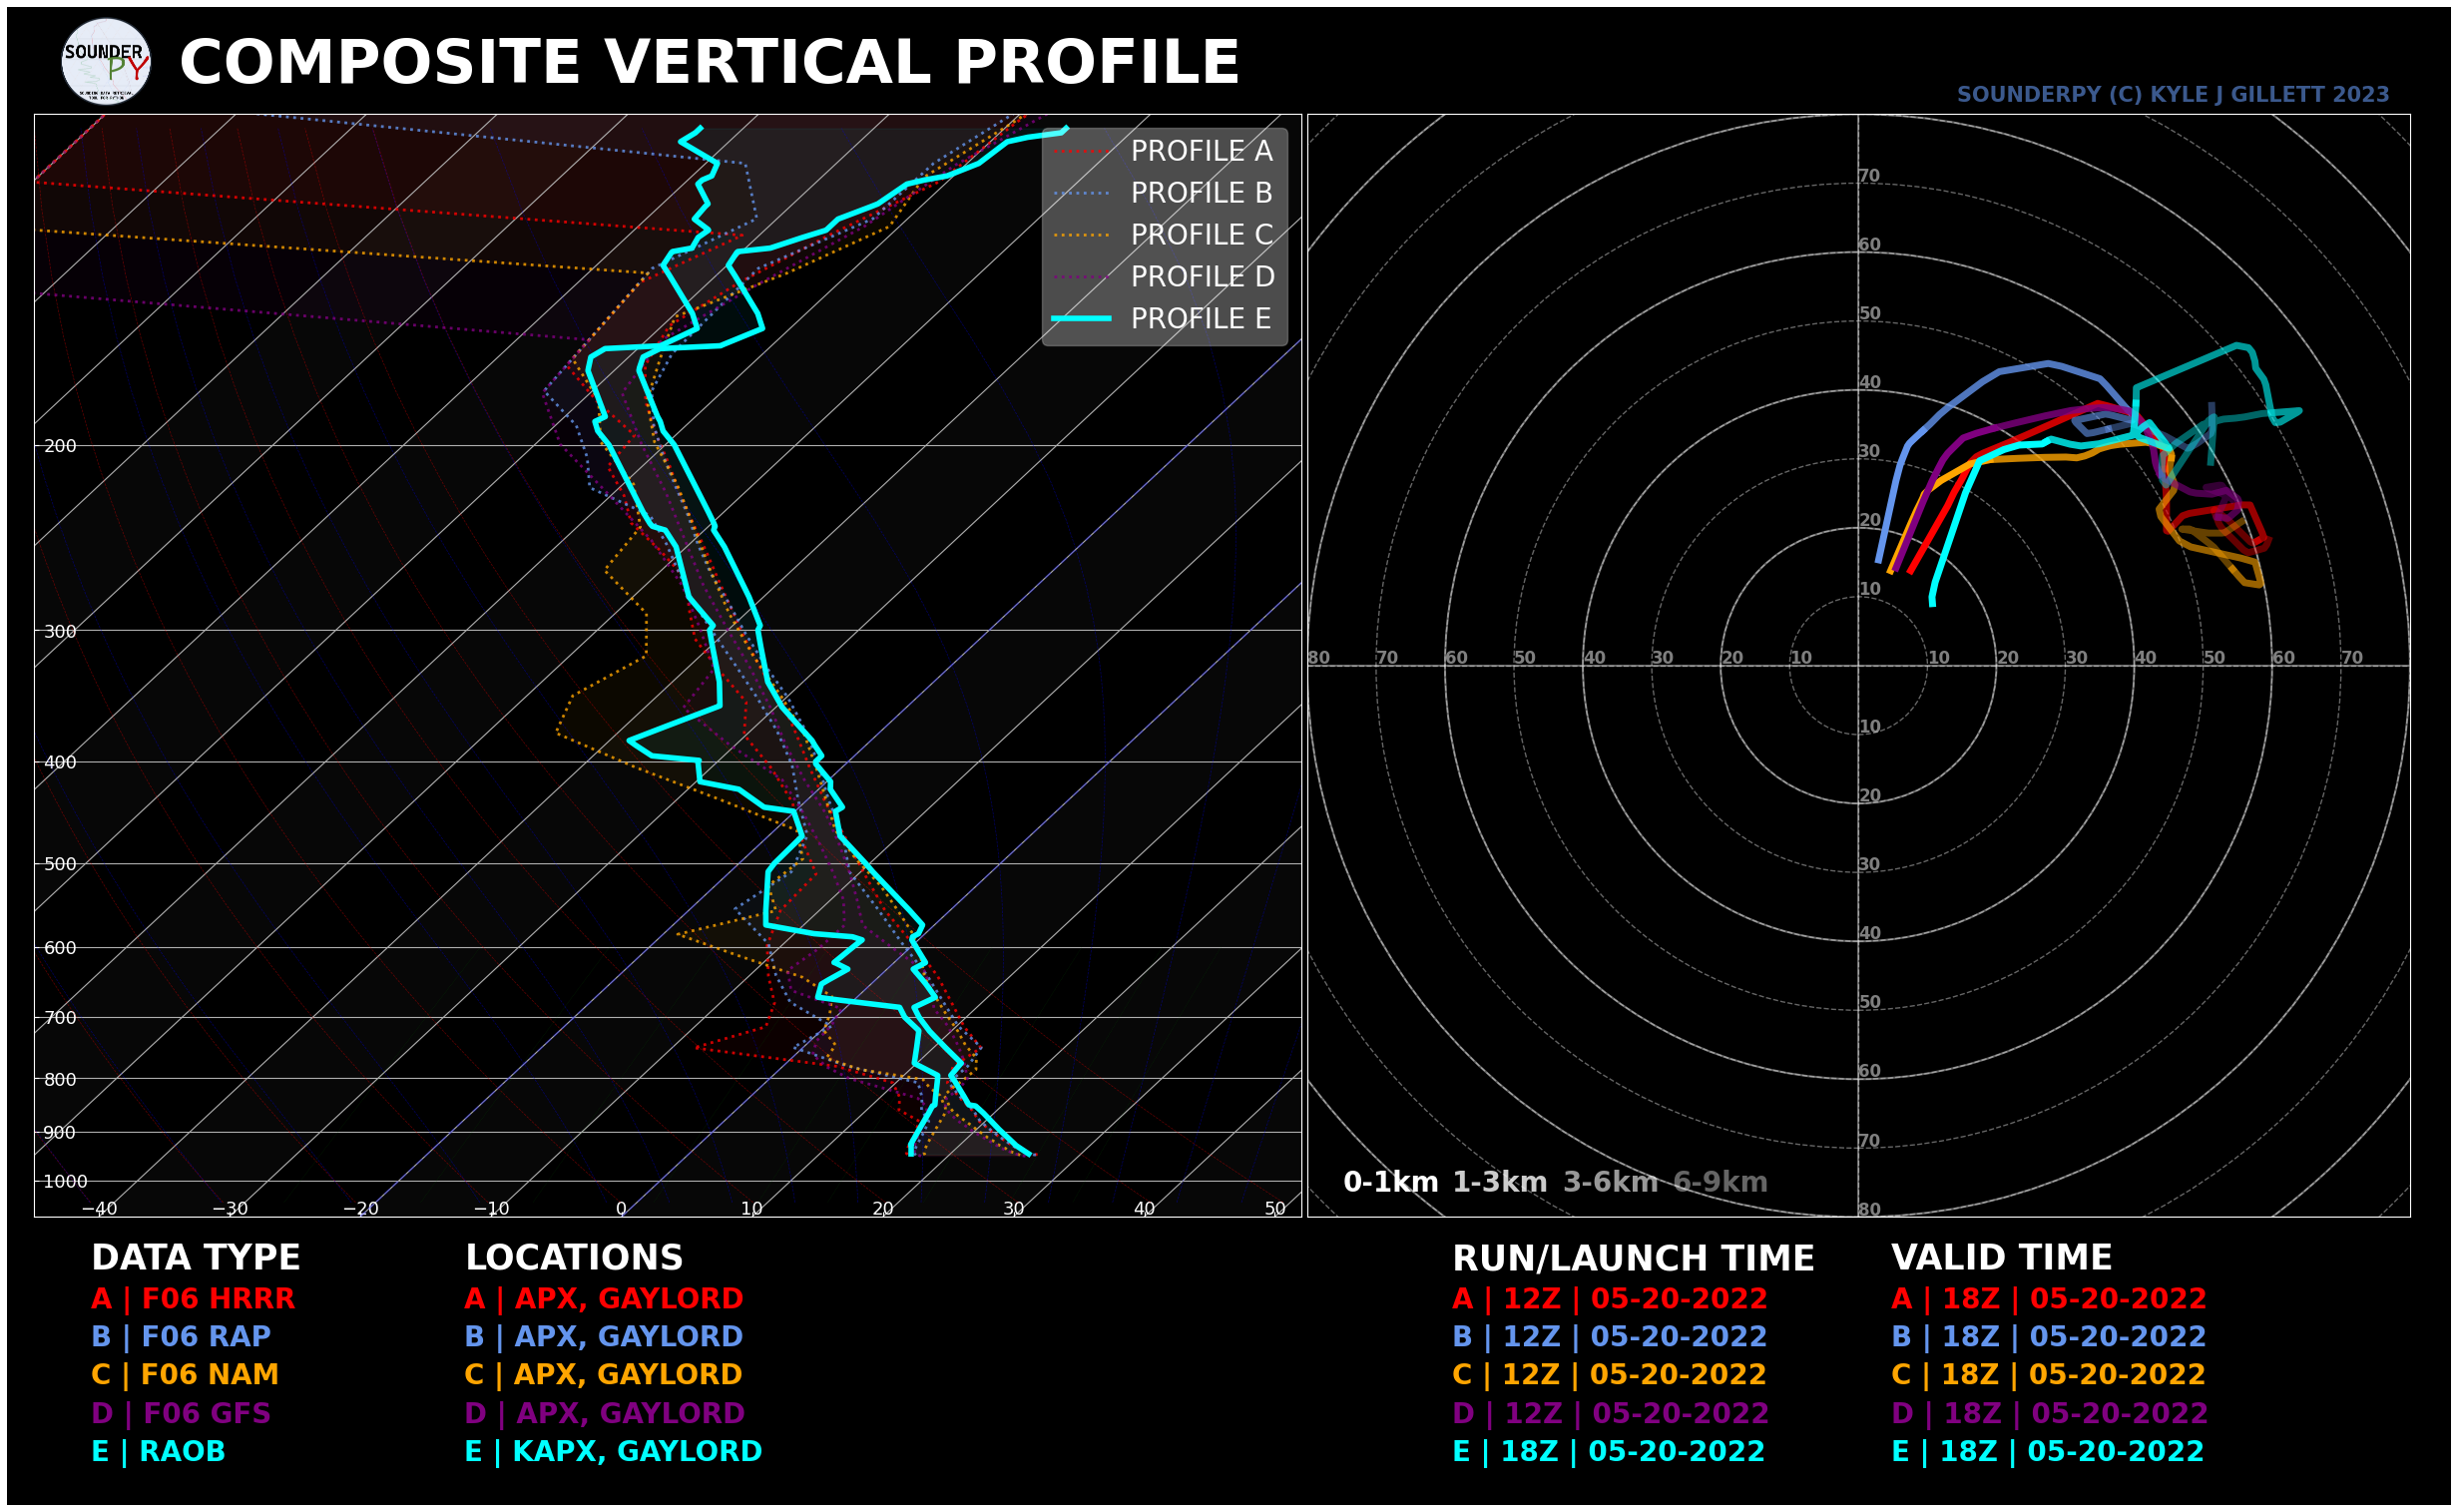 SOUNDER
PY
COMPOSITE VERTICAL PROFILE
SOUNDERPY (C) KYLE J GILLETT 2023
PROFILE A
PROFILE B
PROFILE C
PROFILE D
PROFILE E
200
300
400
500
600
700
800
900
1000
−40 −30 −20 −10 0 10 20 30 40 50
70
60
50
40
30
20
10
80 70 60 50 40 30 20 10 10 20 30 40 50 60 70
10
20
30
40
50
60
70
80
0-1km 1-3km 3-6km 6-9km
DATA TYPE
A | F06 HRRR
B | F06 RAP
C | F06 NAM
D | F06 GFS
E | RAOB
LOCATIONS
A | APX, GAYLORD
B | APX, GAYLORD
C | APX, GAYLORD
D | APX, GAYLORD
E | KAPX, GAYLORD
RUN/LAUNCH TIME
A | 12Z | 05-20-2022
B | 12Z | 05-20-2022
C | 12Z | 05-20-2022
D | 12Z | 05-20-2022
E | 18Z | 05-20-2022
VALID TIME
A | 18Z | 05-20-2022
B | 18Z | 05-20-2022
C | 18Z | 05-20-2022
D | 18Z | 05-20-2022
E | 18Z | 05-20-2022